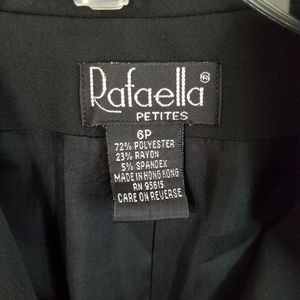 Rafaella®
PETITES
6P
72% POLYESTER
23% RAYON
5% SPANDEX
MADE IN HONG KONG
RN 95615
CARE ON REVERSE